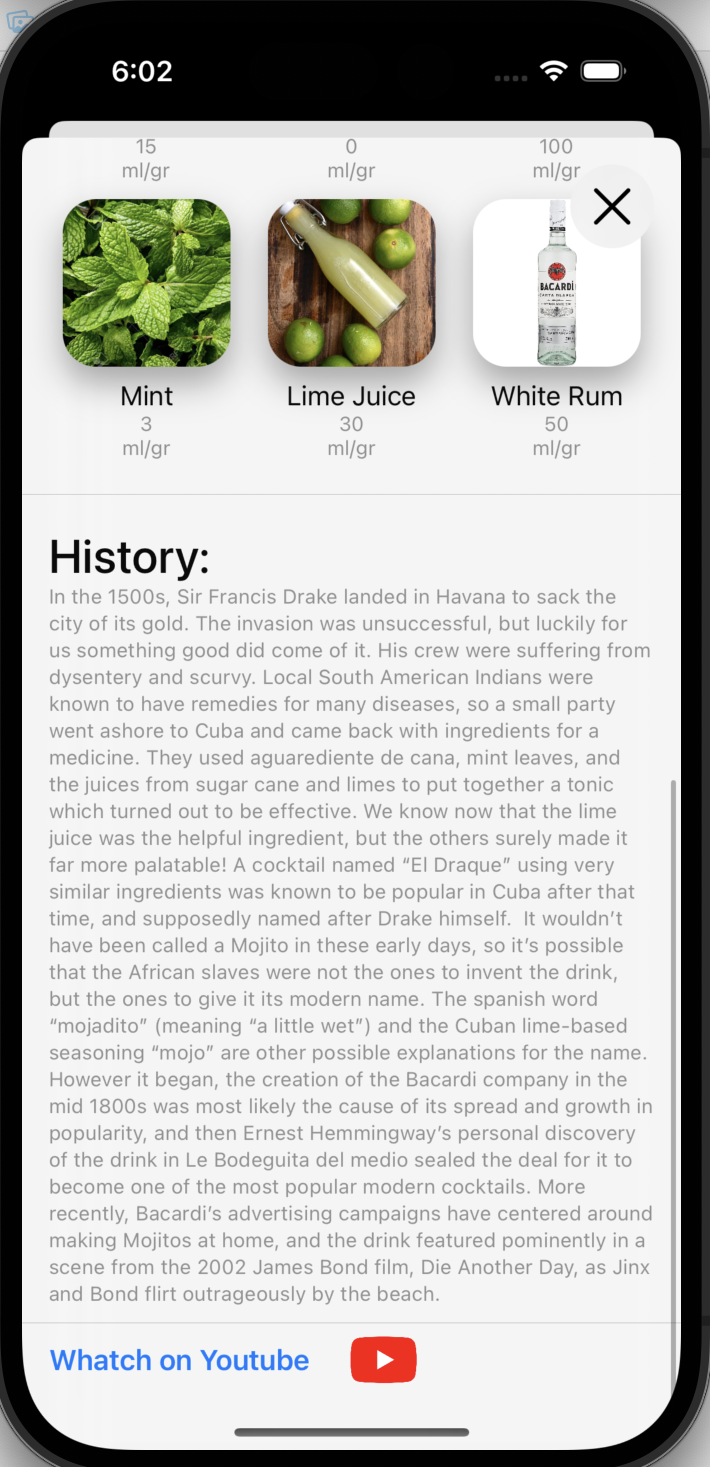 6:02
15 0 100
ml/gr ml/gr ml/gr
BACARDÍ
CARTA BLANCA
Mint Lime Juice White Rum
3 30 50
ml/gr ml/gr ml/gr
History:
In the 1500s, Sir Francis Drake landed in Havana to sack the
city of its gold. The invasion was unsuccessful, but luckily for
us something good did come of it. His crew were suffering from
dysentery and scurvy. Local South American Indians were
known to have remedies for many diseases, so a small party
went ashore to Cuba and came back with ingredients for a
medicine. They used aguarediente de cana, mint leaves, and
the juices from sugar cane and limes to put together a tonic
which turned out to be effective. We know now that the lime
juice was the helpful ingredient, but the others surely made it
far more palatable! A cocktail named “El Draque” using very
similar ingredients was known to be popular in Cuba after that
time, and supposedly named after Drake himself.  It wouldn’t
have been called a Mojito in these early days, so it’s possible
that the African slaves were not the ones to invent the drink,
but the ones to give it its modern name. The spanish word
“mojadito” (meaning “a little wet”) and the Cuban lime-based
seasoning “mojo” are other possible explanations for the name.
However it began, the creation of the Bacardi company in the
mid 1800s was most likely the cause of its spread and growth in
popularity, and then Ernest Hemmingway’s personal discovery
of the drink in Le Bodeguita del medio sealed the deal for it to
become one of the most popular modern cocktails. More
recently, Bacardi’s advertising campaigns have centered around
making Mojitos at home, and the drink featured pominently in a
scene from the 2002 James Bond film, Die Another Day, as Jinx
and Bond flirt outrageously by the beach.
Whatch on Youtube